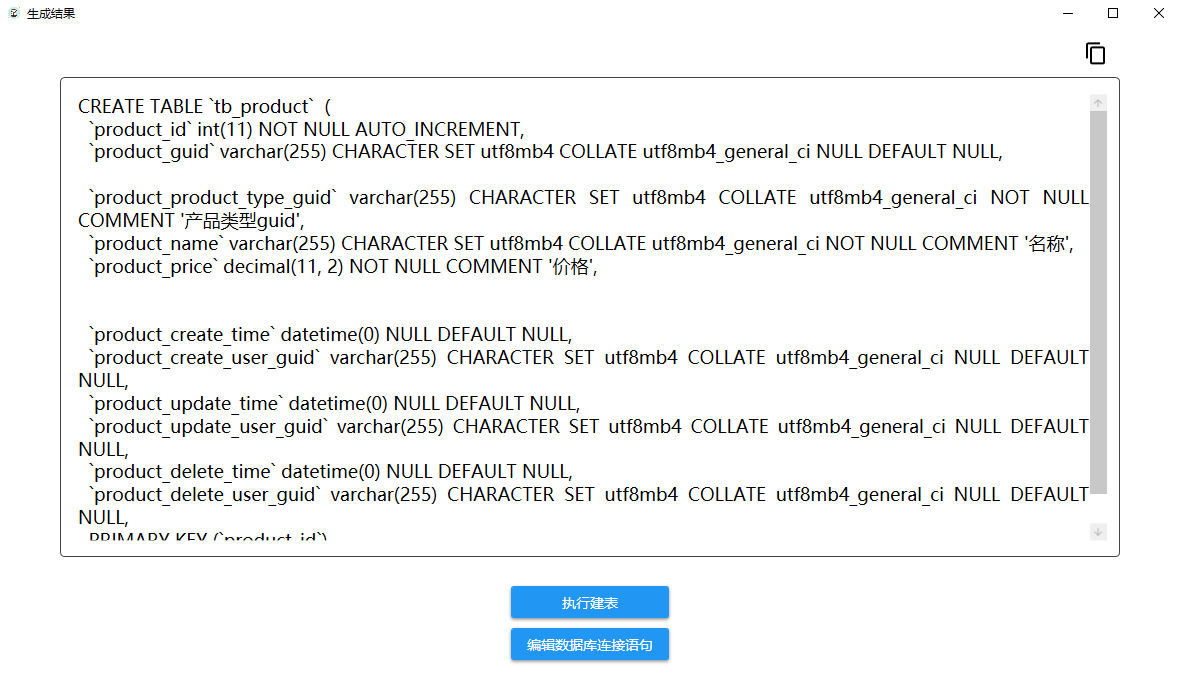 生成结果
CREATE TABLE `tb_product`  (
  `product_id` int(11) NOT NULL AUTO_INCREMENT,
  `product_guid` varchar(255) CHARACTER SET utf8mb4 COLLATE utf8mb4_general_ci NULL DEFAULT NULL,
  `product_product_type_guid` varchar(255) CHARACTER SET utf8mb4 COLLATE utf8mb4_general_ci NOT NULL
COMMENT '产品类型guid',
  `product_name` varchar(255) CHARACTER SET utf8mb4 COLLATE utf8mb4_general_ci NOT NULL COMMENT '名称',
  `product_price` decimal(11, 2) NOT NULL COMMENT '价格',
  `product_create_time` datetime(0) NULL DEFAULT NULL,
  `product_create_user_guid` varchar(255) CHARACTER SET utf8mb4 COLLATE utf8mb4_general_ci NULL DEFAULT
NULL,
  `product_update_time` datetime(0) NULL DEFAULT NULL,
  `product_update_user_guid` varchar(255) CHARACTER SET utf8mb4 COLLATE utf8mb4_general_ci NULL DEFAULT
NULL,
  `product_delete_time` datetime(0) NULL DEFAULT NULL,
  `product_delete_user_guid` varchar(255) CHARACTER SET utf8mb4 COLLATE utf8mb4_general_ci NULL DEFAULT
NULL,
  PRIMARY KEY (`product_id`)
执行建表
编辑数据库连接语句